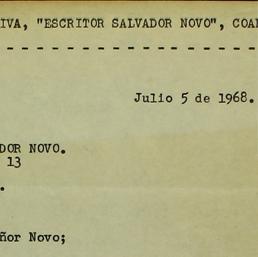 IVA, "ESCRITOR SALVADOR NOVO", COA
- - - - - - - - - - - - - - - - - -
Julio 5 de 1968.
DOR NOVO.
13
.
ñor Novo;